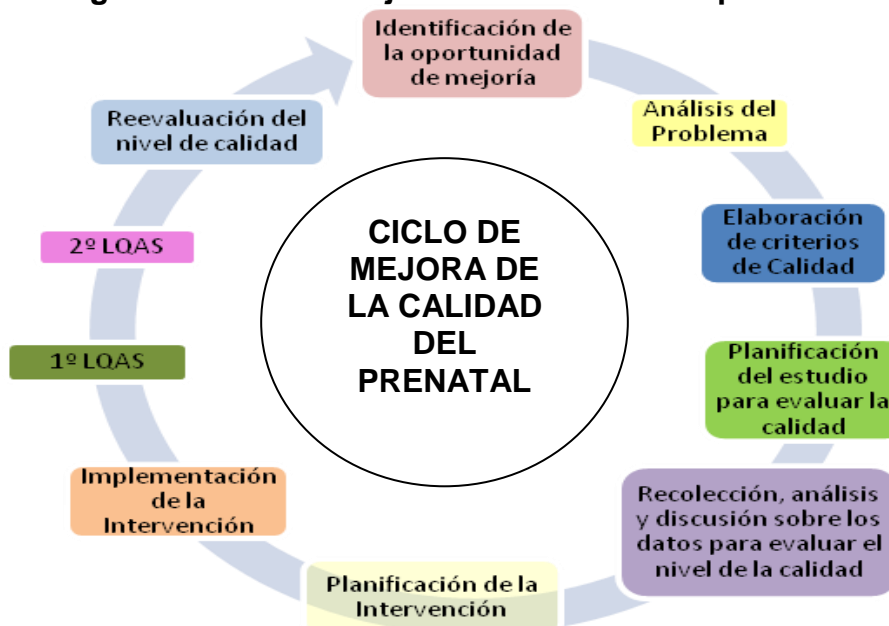 Identificación de
la oportunidad
de mejoría
Análisis del
Problema
Elaboración
de criterios
de Calidad
Planificación
del estudio
para evaluar la
calidad
Recolección, análisis
y discusión sobre los
datos para evaluar el
nivel de la calidad
Planificación de la
Intervención
Implementación
de la
Intervención
1º LQAS
2º LQAS
Reevaluación del
nivel de calidad
CICLO DE
MEJORA DE
LA CALIDAD
DEL
PRENATAL